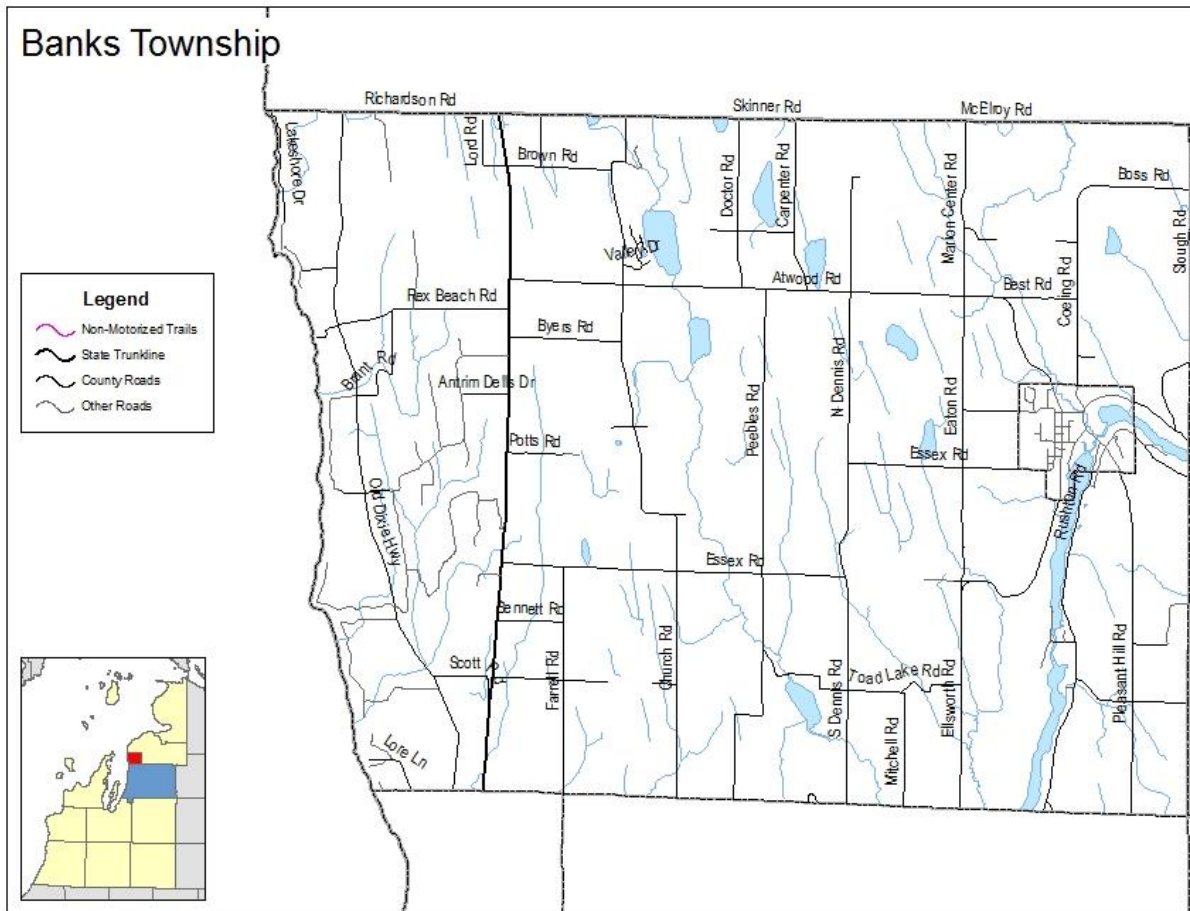 Banks Township
Richardson Rd
Skinner Rd
McElroy Rd
Lakeshore Dr
Lord Rd
Brown Rd
Doctor Rd
Carpenter Rd
Marion Center Rd
Boss Rd
Slough Rd
Valley Dr
Atwood Rd
Best Rd
Coeling Rd
Rex Beach Rd
Byers Rd
Brant Rd
Antrim Dells Dr
N Dennis Rd
Peebles Rd
Eaton Rd
Potts Rd
Essex Rd
Rushton Rd
Old Dixie Hwy
Essex Rd
Bennett Rd
Scott
Farrell Rd
Church Rd
Toad Lake Rd
S Dennis Rd
Mitchell Rd
Ellsworth Rd
Pleasant Hill Rd
Lore Ln
Legend
Non-Motorized Trails
State Trunkline
County Roads
Other Roads